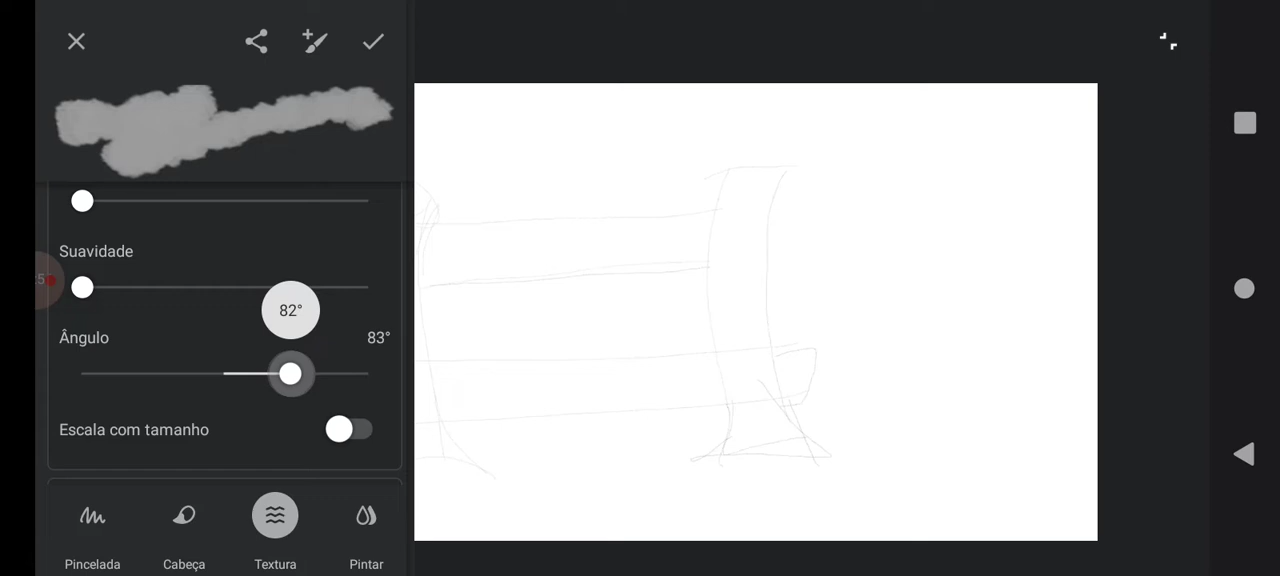 Suavidade
82°
Ângulo 83°
Escala com tamanho
Pincelada Cabeça Textura Pintar